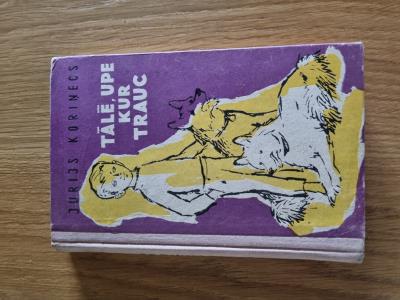 JURIJS KORINECS
TĀLĒ, UPE
KUR
TRAUC